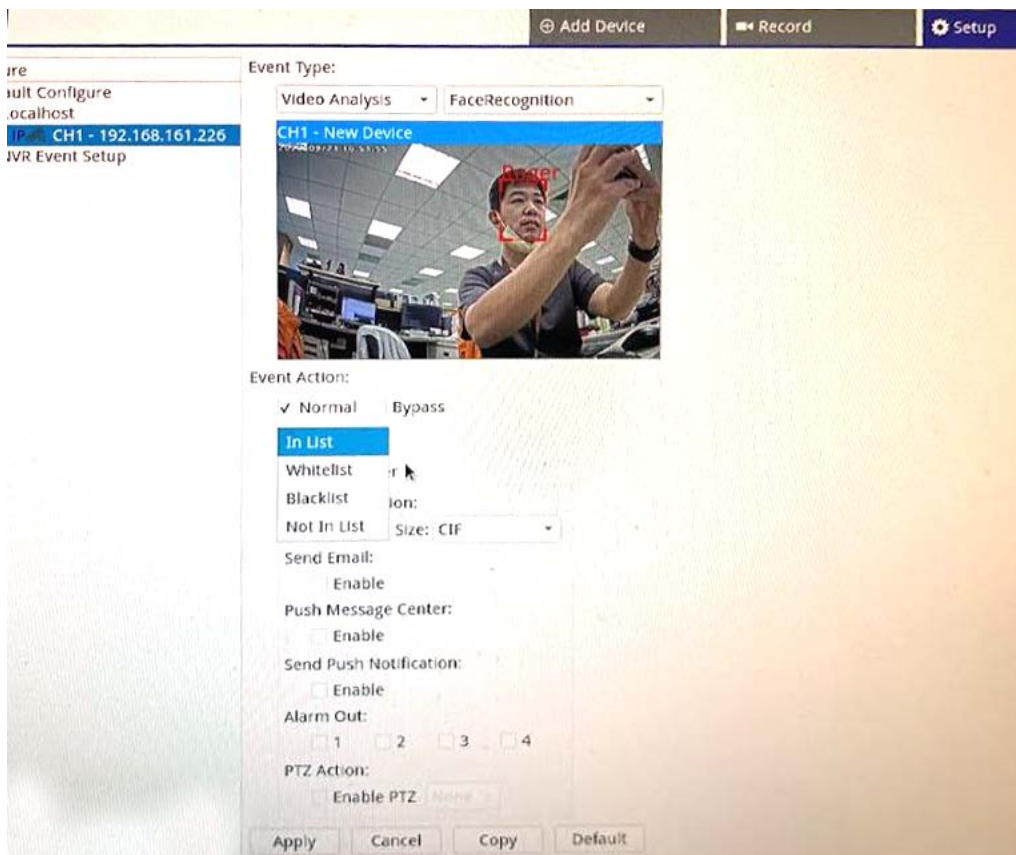 Add Device
Record
Setup
ure
ault Configure
ocalhost
IP CH1 - 192.168.161.226
NVR Event Setup
Event Type:
Video Analysis
FaceRecognition
CH1 - New Device
Roger
Event Action:
✓ Normal
Bypass
In List
Whitelist
r
Blacklist
ion:
Not In List
Size: CIF
Send Email:
Enable
Push Message Center:
Enable
Send Push Notification:
Enable
Alarm Out:
1 2 3 4
PTZ Action:
Enable PTZ None
Apply Cancel Copy Default